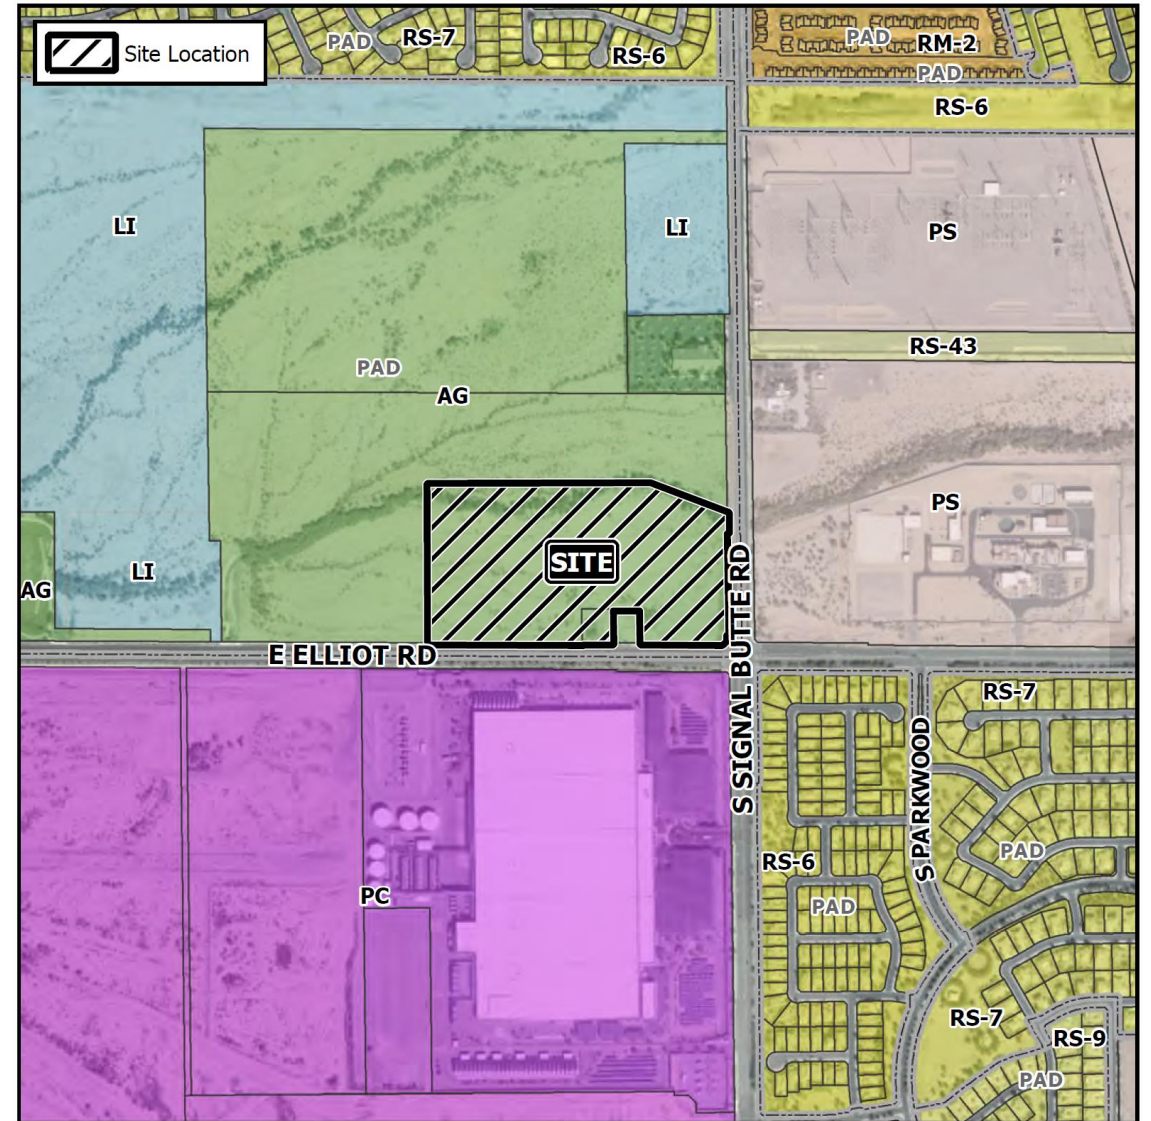 Site Location
PAD
RS-7
RS-6
PAD
RM-2
PAD
RS-6
LI
LI
PS
RS-43
PAD
AG
PS
SITE
LI
AG
E ELLIOT RD
S SIGNAL BUTTE RD
RS-7
S PARKWOOD
PAD
RS-6
PC
PAD
RS-7
RS-9
PAD